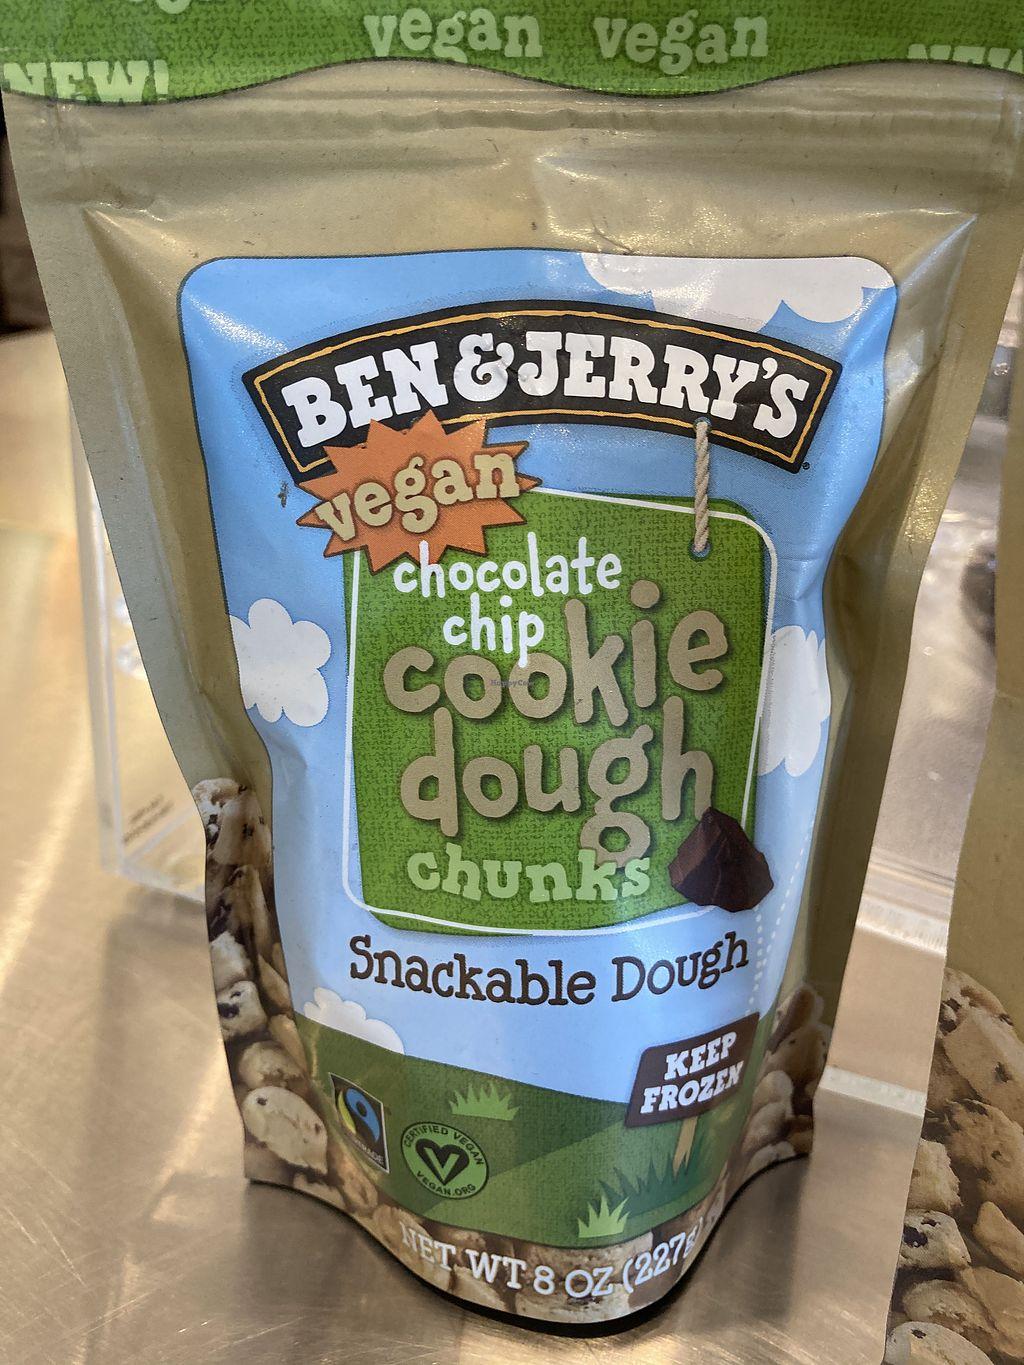 vegan vegan
NEW!
BEN & JERRY'S
vegan
chocolate
chip
cookie
dough
chunks
Snackable Dough
KEEP
FROZEN
CERTIFIED VEGAN
VEGAN.ORG
NET WT 8 OZ (227g)
HappyCow